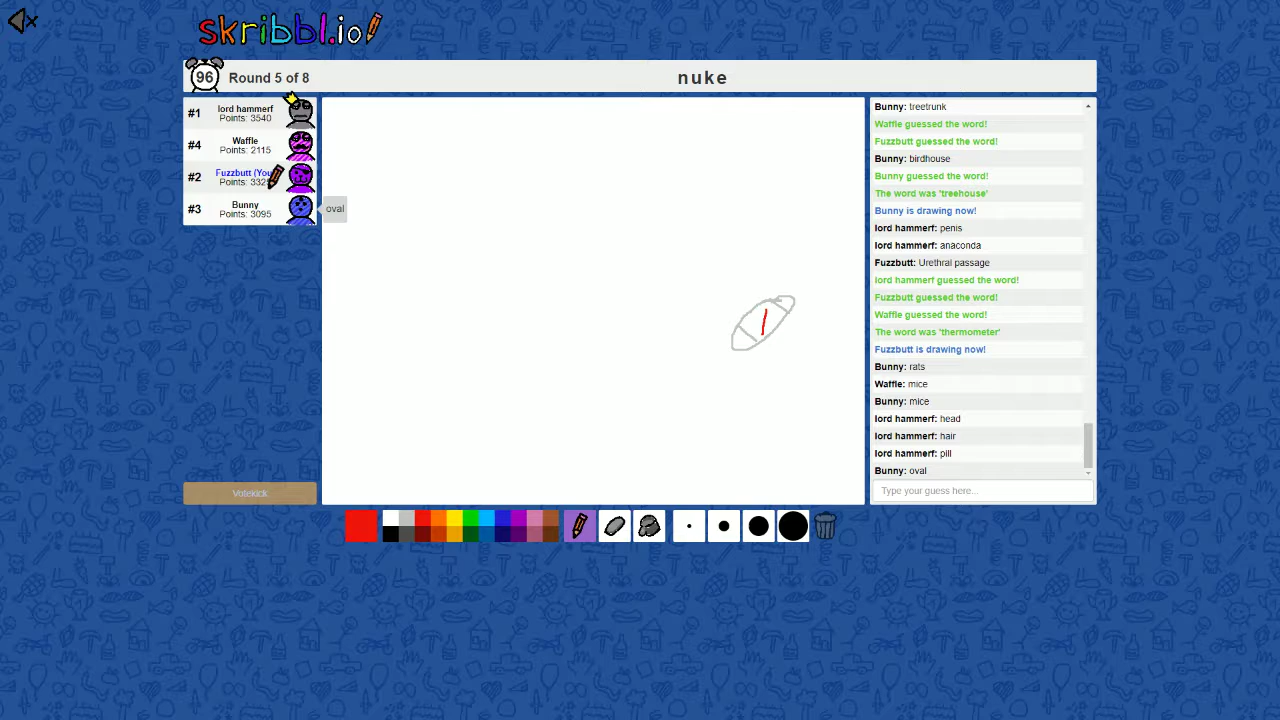 skribbl.io
96
Round 5 of 8
nuke
#1
lord hammerf
Points: 3540
#4
Waffle
Points: 2115
#2
Fuzzbutt (You
Points: 332
#3
Bunny
Points: 3095
oval
Votekick
Bunny: treetrunk
Waffle guessed the word!
Fuzzbutt guessed the word!
Bunny: birdhouse
Bunny guessed the word!
The word was 'treehouse'
Bunny is drawing now!
lord hammerf: penis
lord hammerf: anaconda
Fuzzbutt: Urethral passage
lord hammerf guessed the word!
Fuzzbutt guessed the word!
Waffle guessed the word!
The word was 'thermometer'
Fuzzbutt is drawing now!
Bunny: rats
Waffle: mice
Bunny: mice
lord hammerf: head
lord hammerf: hair
lord hammerf: pill
Bunny: oval
Type your guess here...